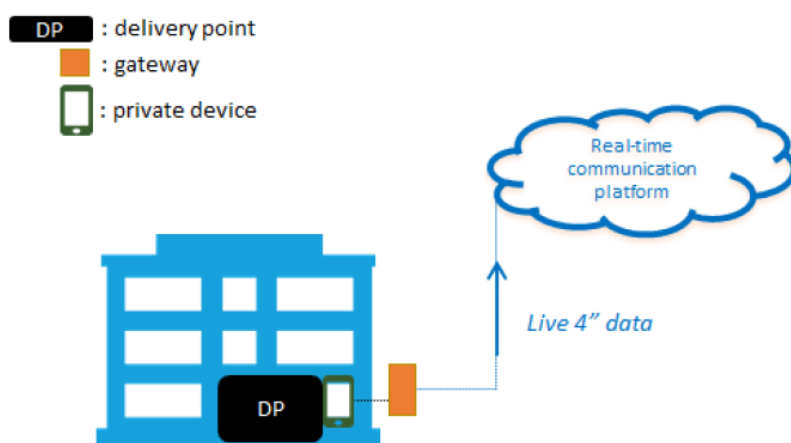 DP : delivery point
: gateway
: private device
Real-time
communication
platform
Live 4” data
DP